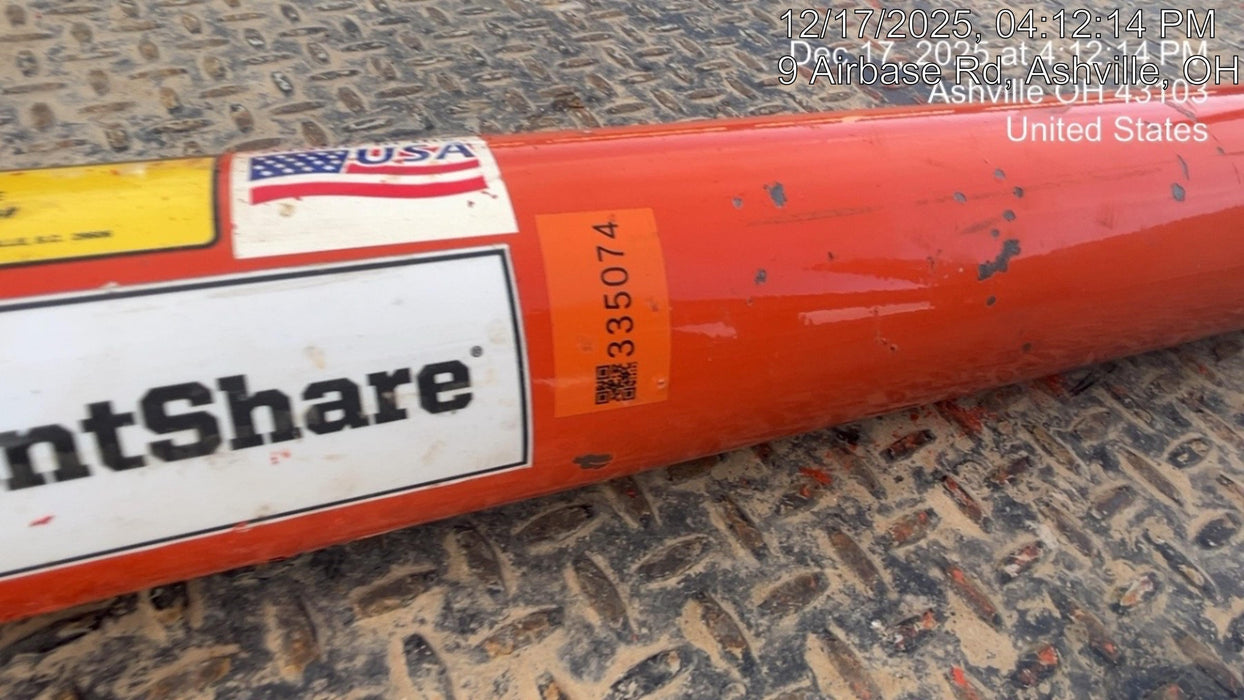 12/17/2025, 04:12:14 PM
Dec 17, 2025 at 4:12:14 PM
9 Airbase Rd, Ashville, OH
Ashville OH 43103
United States
USA
335074
ntShare®